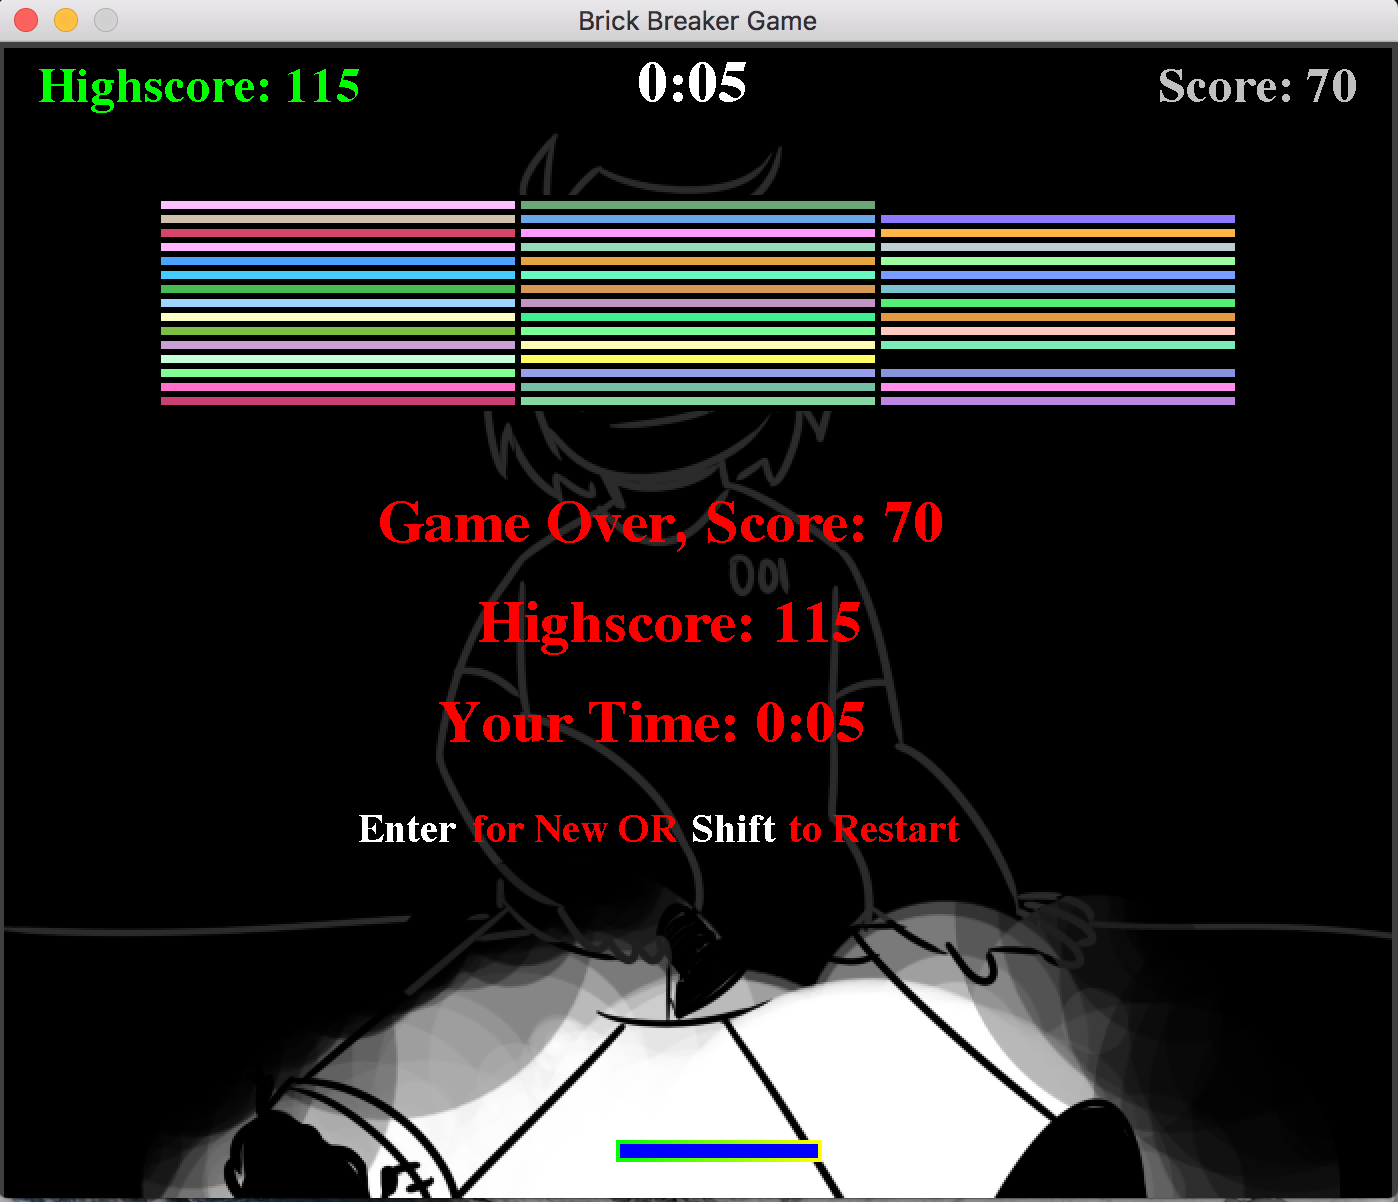 Brick Breaker Game
Highscore: 115
0:05
Score: 70
Game Over, Score: 70
001
Highscore: 115
Your Time: 0:05
Enter for New OR Shift to Restart